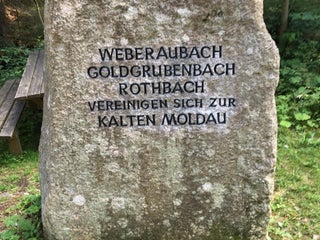 WEBERAUBACH
GOLDGRUBENBACH
ROTHBACH
VEREINIGEN SICH ZUR
KALTEN MOLDAU